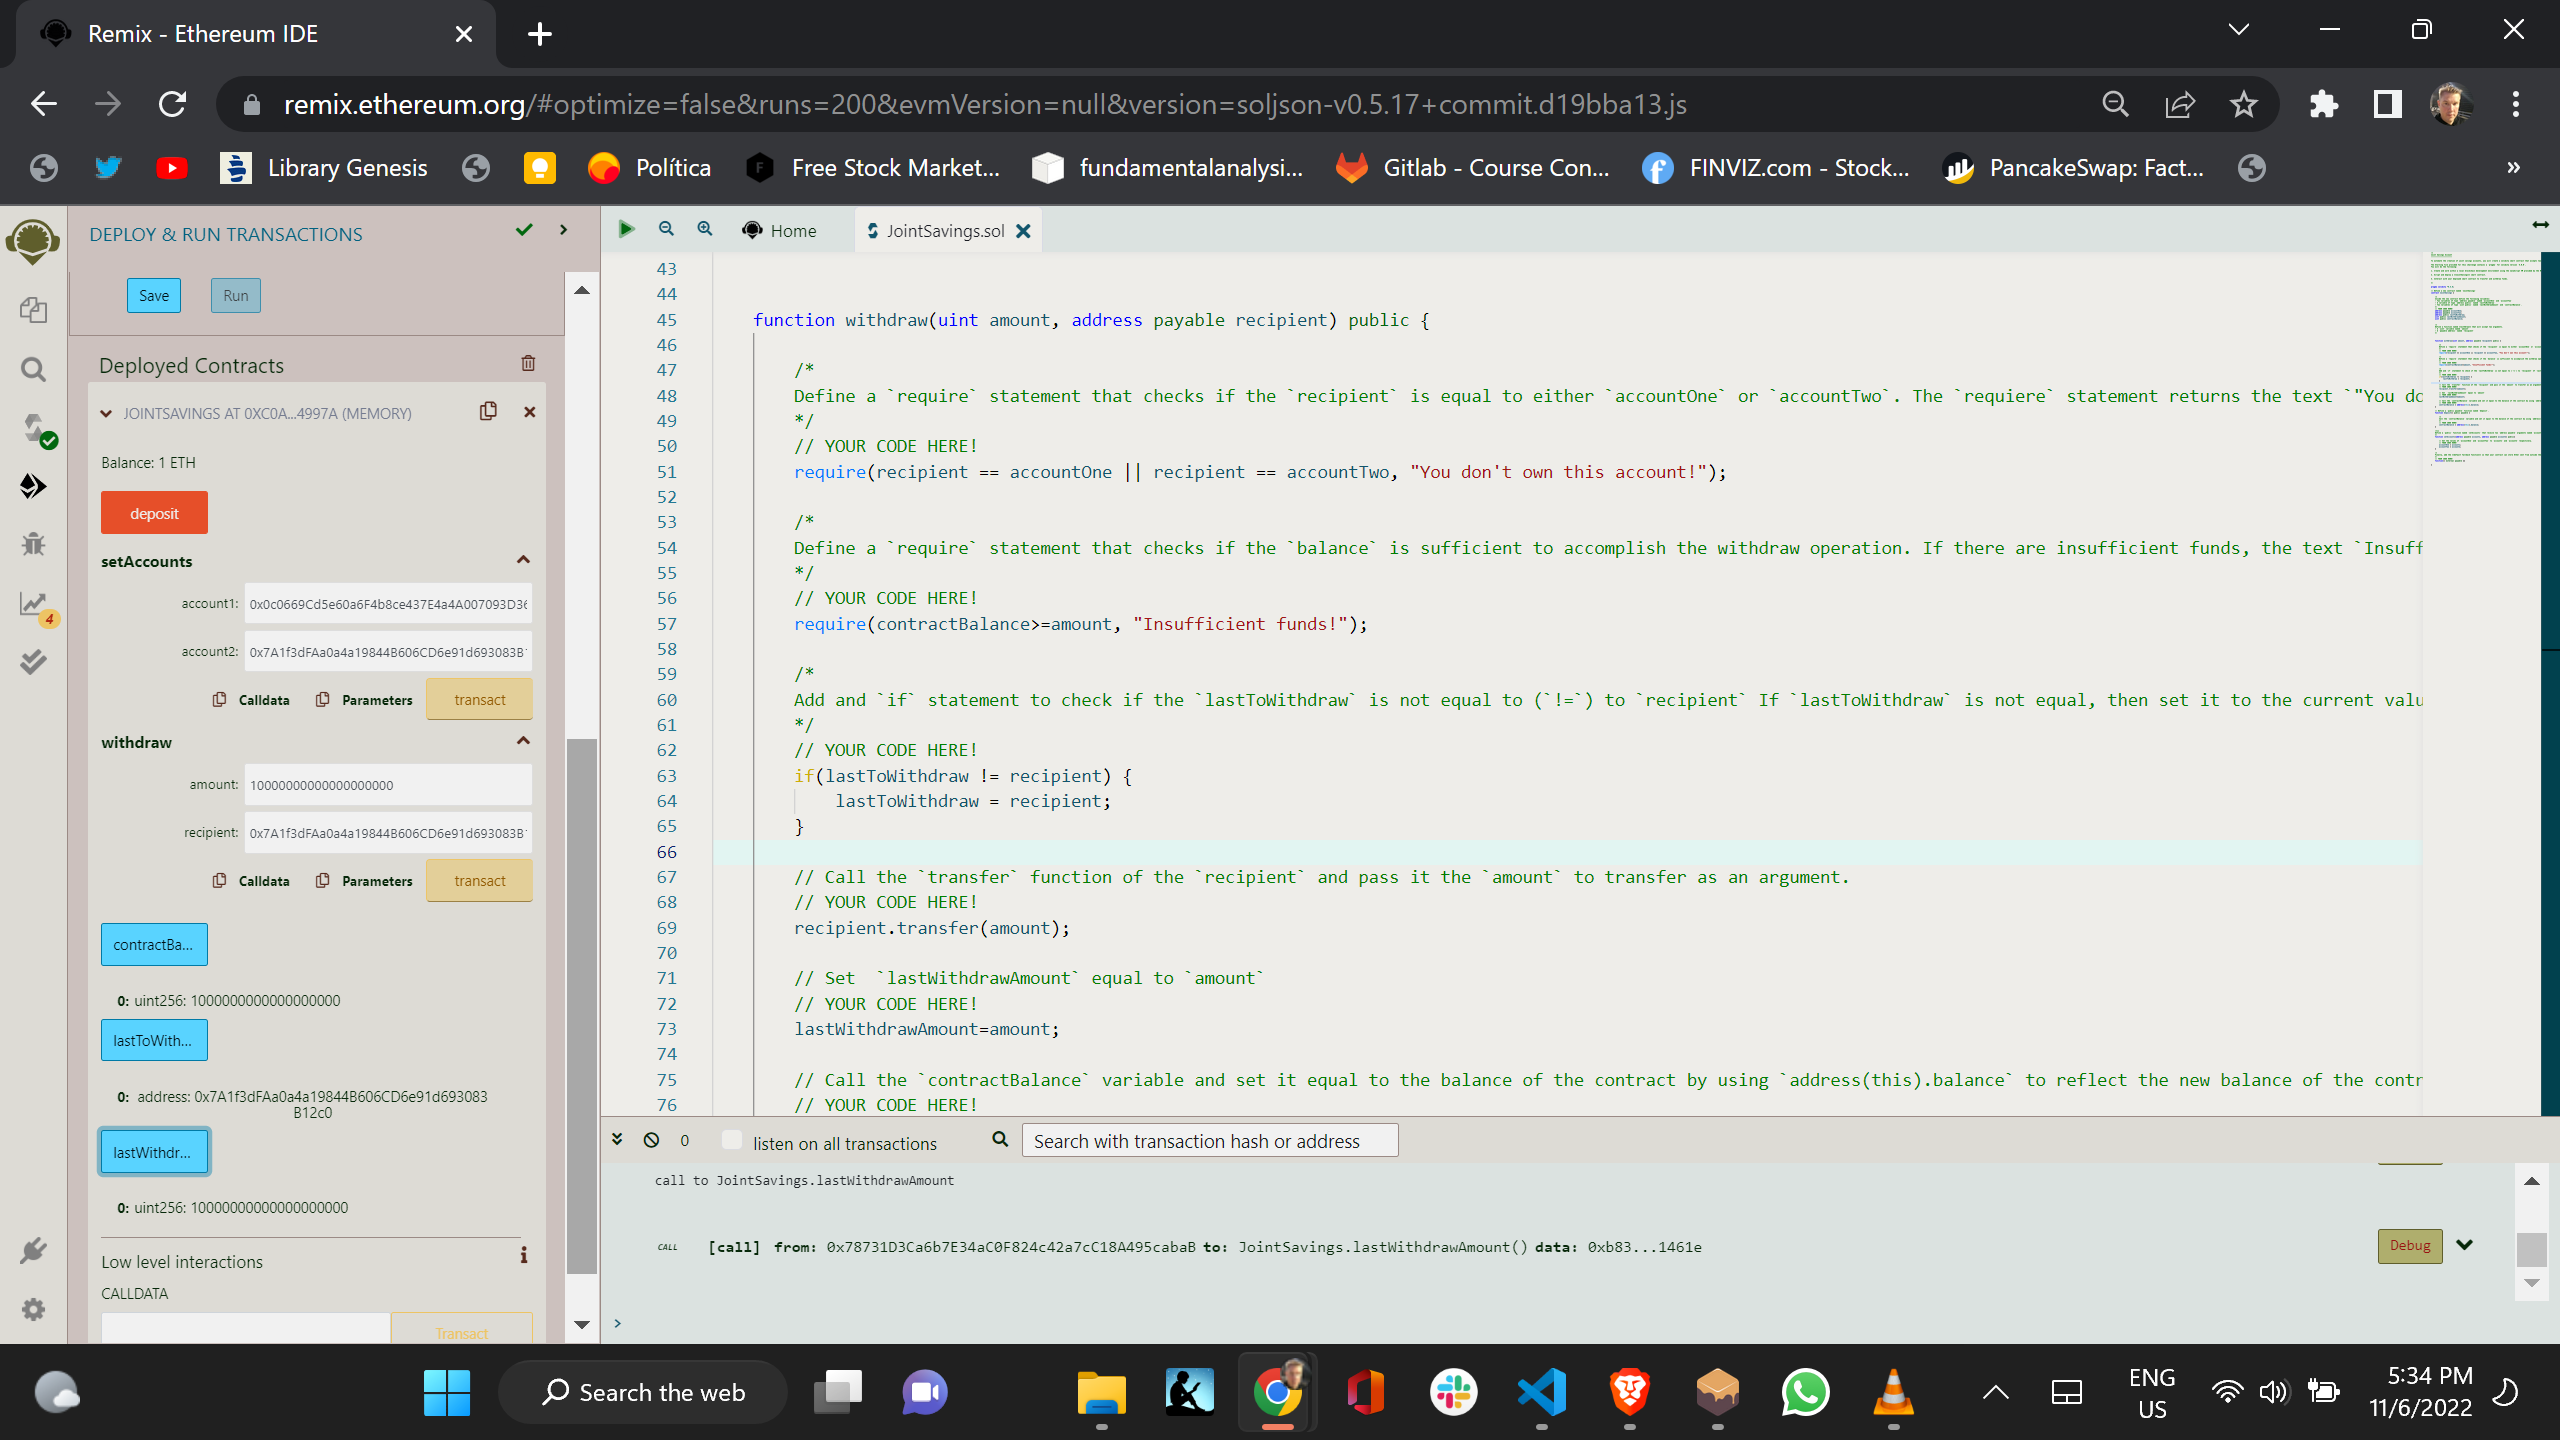 Remix - Ethereum IDE
remix.ethereum.org/#optimize=false&runs=200&evmVersion=null&version=soljson-v0.5.17+commit.d19bba13.js
Library Genesis
Política
Free Stock Market...
fundamentalanalysi...
Gitlab - Course Con...
FINVIZ.com - Stock...
PancakeSwap: Fact...
DEPLOY & RUN TRANSACTIONS
Save
Run
Deployed Contracts
JOINTSAVINGS AT 0XC0A...4997A (MEMORY)
Balance: 1 ETH
deposit
setAccounts
account1: 0x0c0669Cd5e60a6F4b8ce437E4a4A007093D3
account2: 0x7A1f3dFAa0a4a19844B606CD6e91d693083B
Calldata
Parameters
transact
withdraw
amount: 10000000000000000000
recipient: 0x7A1f3dFAa0a4a19844B606CD6e91d693083B
Calldata
Parameters
transact
contractBa...
0: uint256: 1000000000000000000
lastToWith...
0: address: 0x7A1f3dFAa0a4a19844B606CD6e91d693083
B12c0
lastWithdr...
0: uint256: 10000000000000000000
Low level interactions
CALLDATA
Transact
4
Home
JointSavings.sol
43
44
45 function withdraw(uint amount, address payable recipient) public {
46
47 /*
48 Define a `require` statement that checks if the `recipient` is equal to either `accountOne` or `accountTwo`. The `requiere` statement returns the text `"You do
49 */
50 // YOUR CODE HERE!
51 require(recipient == accountOne || recipient == accountTwo, "You don't own this account!");
52
53 /*
54 Define a `require` statement that checks if the `balance` is sufficient to accomplish the withdraw operation. If there are insufficient funds, the text `Insuff
55 */
56 // YOUR CODE HERE!
57 require(contractBalance>=amount, "Insufficient funds!");
58
59 /*
60 Add and `if` statement to check if the `lastToWithdraw` is not equal to (`!=`) to `recipient` If `lastToWithdraw` is not equal, then set it to the current valu
61 */
62 // YOUR CODE HERE!
63 if(lastToWithdraw != recipient) {
64 lastToWithdraw = recipient;
65 }
66
67 // Call the `transfer` function of the `recipient` and pass it the `amount` to transfer as an argument.
68 // YOUR CODE HERE!
69 recipient.transfer(amount);
70
71 // Set  `lastWithdrawAmount` equal to `amount`
72 // YOUR CODE HERE!
73 lastWithdrawAmount=amount;
74
75 // Call the `contractBalance` variable and set it equal to the balance of the contract by using `address(this).balance` to reflect the new balance of the contr
76 // YOUR CODE HERE!
0
listen on all transactions
Search with transaction hash or address
call to JointSavings.lastWithdrawAmount
CALL [call] from: 0x78731D3Ca6b7E34aC0F824c42a7cC18A495cabaB to: JointSavings.lastWithdrawAmount() data: 0xb83...1461e
Debug
>
Search the web
ENG
US
5:34 PM
11/6/2022